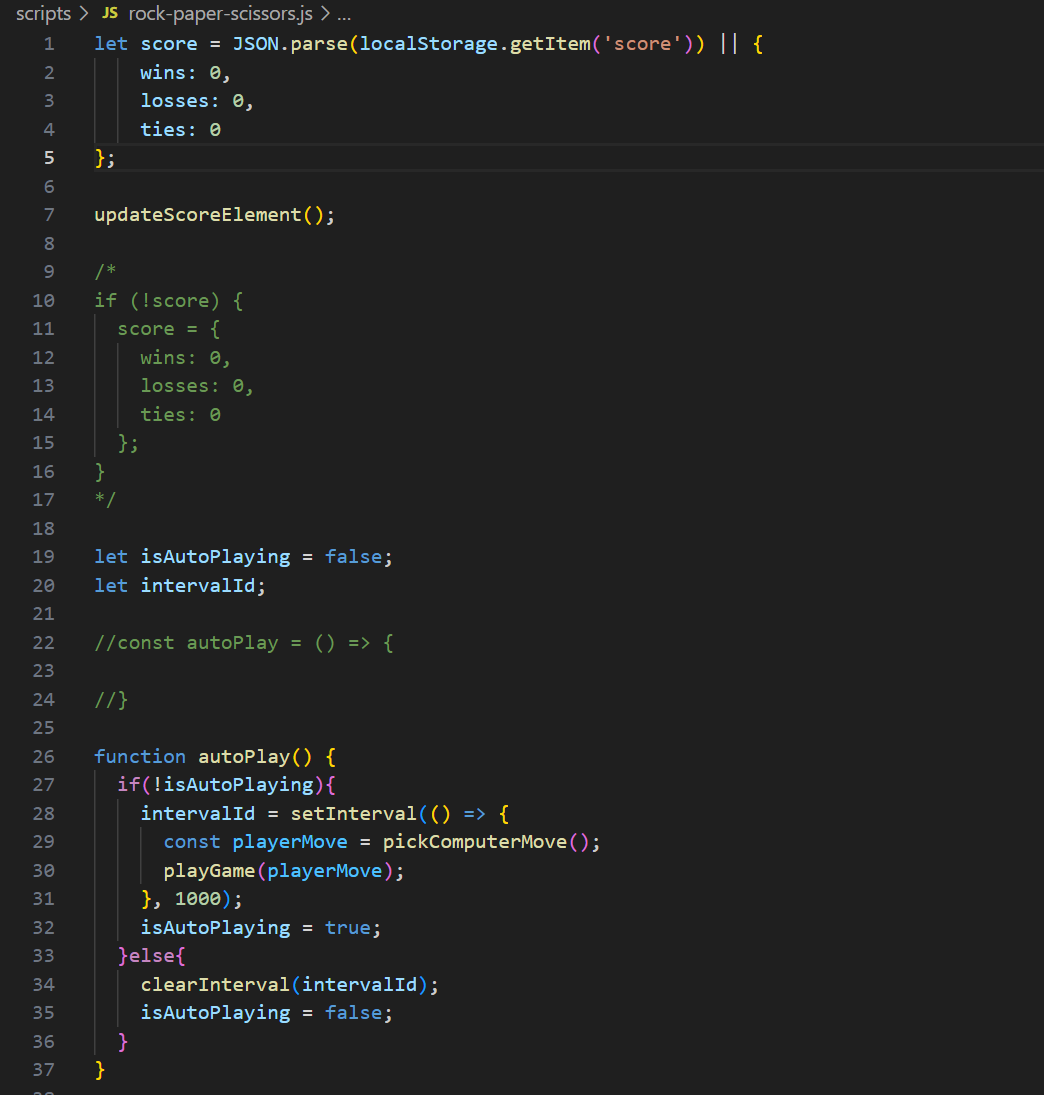 scripts > JS rock-paper-scissors.js > ...
1 let score = JSON.parse(localStorage.getItem('score')) || {
2     wins: 0,
3     losses: 0,
4     ties: 0
5 };
6
7 updateScoreElement();
8
9 /*
10 if (!score) {
11   score = {
12     wins: 0,
13     losses: 0,
14     ties: 0
15   };
16 }
17 */
18
19 let isAutoPlaying = false;
20 let intervalId;
21
22 //const autoPlay = () => {
23
24 //}
25
26 function autoPlay() {
27   if(!isAutoPlaying){
28     intervalId = setInterval(() => {
29       const playerMove = pickComputerMove();
30       playGame(playerMove);
31     }, 1000);
32     isAutoPlaying = true;
33   }else{
34     clearInterval(intervalId);
35     isAutoPlaying = false;
36   }
37 }